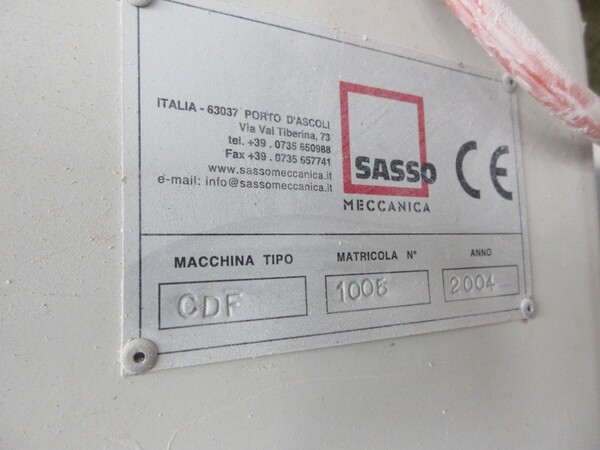 ITALIA - 63037 PORTO D'ASCOLI
Via Val Tiberina, 73
tel. +39 . 0735 650988
Fax +39 . 0735 657741
www.sassomeccanica.it
e-mail: info@sassomeccanica.it
SASSO
MECCANICA
CE
MACCHINA TIPO
CDF
MATRICOLA N°
1005
ANNO
2004